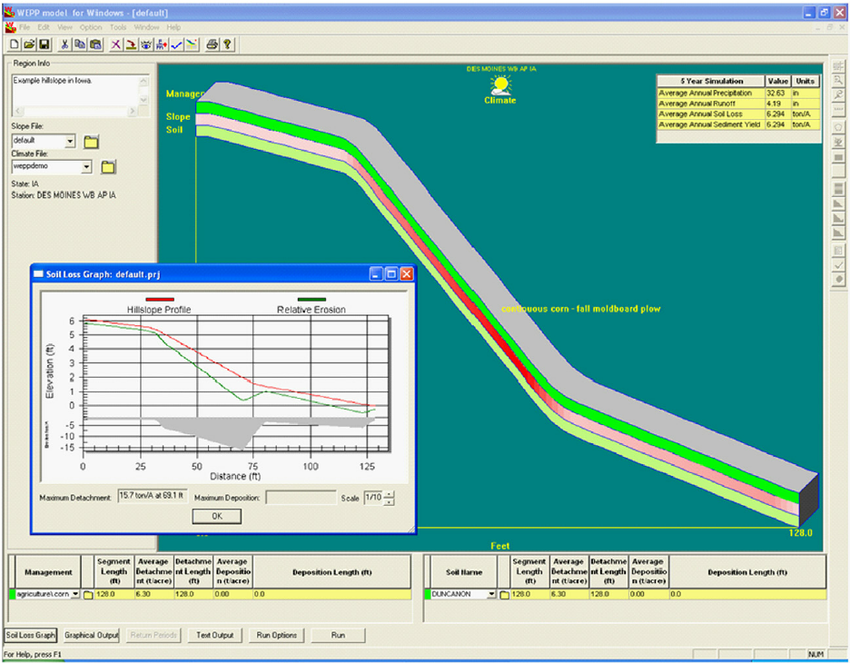 WEPP model for Windows - [default]
File Edit View Option Tools Window Help
Region Info
Example hillslope in Iowa.
Slope File:
default
Climate File:
weppdemo
State: IA
Station: DES MOINES WB AP IA
DES MOINES WB AP IA
Climate
Manager
Slope
Soil
5 Year Simulation Value Units
Average Annual Precipitation 32.63 in
Average Annual Runoff 4.19 in
Average Annual Soil Loss 6.294 ton/A
Average Annual Sediment Yield 6.294 ton/A
continuous corn - fall moldboard plow
Soil Loss Graph: default.prj
Hillslope Profile Relative Erosion
Elevation (ft)
6
5
4
3
2
1
0
-5
-10
-15
0 25 50 75 100 125
Distance (ft)
Maximum Detachment: 15.7 ton/A at 69.1 ft Maximum Deposition: Scale 1/10
OK
128.0
Feet
Management Segment Length (ft) Average Detachme nt (t/acre) Detachme nt Length (ft) Average Depositio n (t/acre) Deposition Length (ft)
agriculture\corn 128.0 6.30 128.0 0.00 0.0
Soil Name Segment Length (ft) Average Detachme nt (t/acre) Detachme nt Length (ft) Average Depositio n (t/acre) Deposition Length (ft)
DUNCANON 128.0 6.30 128.0 0.00 0.0
Soil Loss Graph Graphical Output Return Periods Text Output Run Options Run
For Help, press F1
NUM